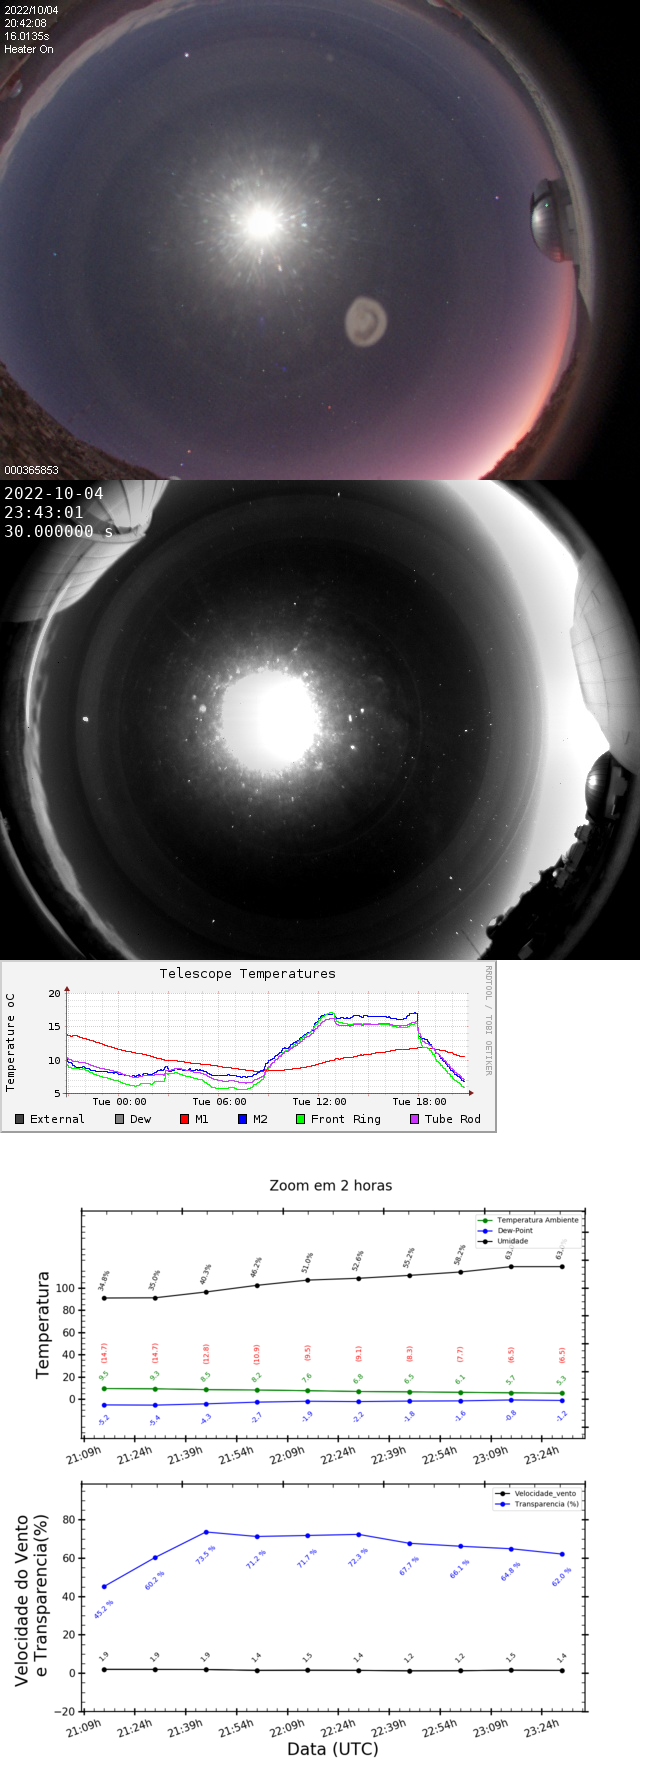 2022/10/04
20:42:08
16.0135s
Heater On
000365853
2022-10-04
23:43:01
30.000000 s
Telescope Temperatures
RRDTOOL / TOBI OETIKER
Temperature oC
20
15
10
5
Tue 00:00 Tue 06:00 Tue 12:00 Tue 18:00
External Dew M1 M2 Front Ring Tube Rod
Zoom em 2 horas
Temperatura Ambiente
Dew-Point
Umidade
Temperatura
100
80
60
40
20
0
34.8% 35.0% 40.3% 46.2% 51.0% 52.6% 55.2% 58.2%
(14.7) (14.7) (12.8) (10.9) (9.5) (9.1) (8.3) (7.7) (6.5) (6.5)
9.5 9.3 8.5 8.2 7.6 6.8 6.5 6.1 5.7 5.3
-5.2 -5.4 -4.3 -2.7 -1.9 -2.2 -1.8 -1.6 -0.8 -1.2
21:09h 21:24h 21:39h 21:54h 22:09h 22:24h 22:39h 22:54h 23:09h 23:24h
Velocidade_vento
Transparencia (%)
Velocidade do Vento
e Transparencia(%)
80
60
40
20
0
−20
45.2 % 60.2 % 73.5 % 71.2 % 71.7 % 72.3 % 67.7 % 66.1 % 64.8 % 62.0 %
1.9 1.9 1.9 1.4 1.5 1.4 1.2 1.2 1.5 1.4
21:09h 21:24h 21:39h 21:54h 22:09h 22:24h 22:39h 22:54h 23:09h 23:24h
Data (UTC)